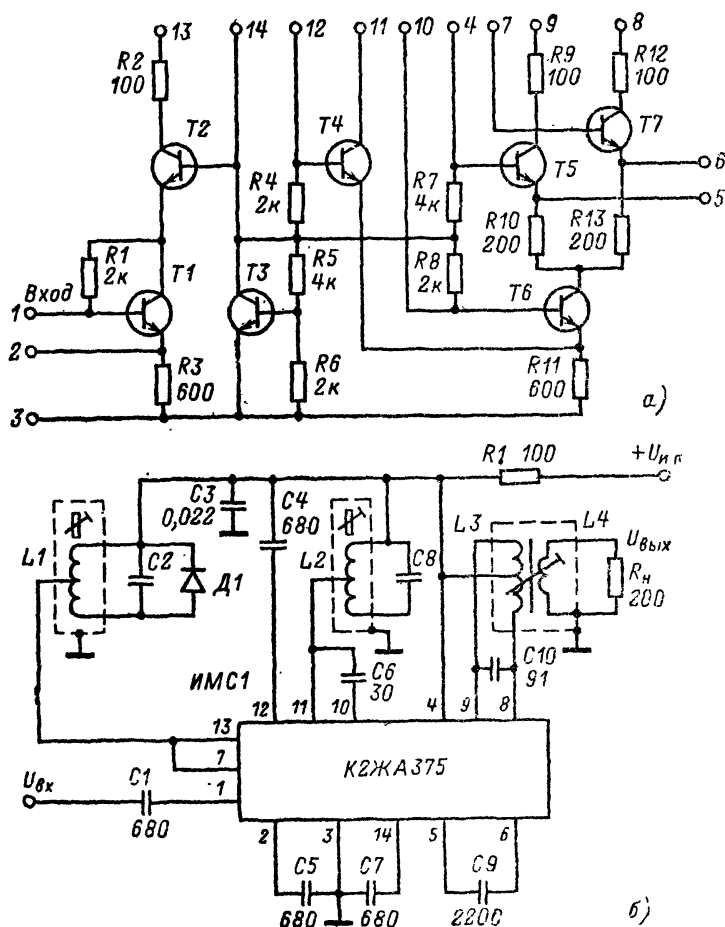 13 14 12 11 10 4 7 9 8
R2 100
R9 100
R12 100
T2
T4
T7
T5
6
5
R4 2к
R7 4к
R10 200
R13 200
R1 2к
T1
T3
R5 4к
R8 2к
T6
1 Вход
2
R3 600
R6 2к
R11 600
3
а)
R1 100
+Uи п
C3 0,022
C4 680
L1
C2
Д1
L2
C8
L3
L4
Uвых
Rн 200
C6 30
C10 91
ИМС1
12 11 10 4 9 8
13
7
1
К2ЖА375
Uвх
C1 680
2 3 14 5 6
C5 680
C7 680
C9 2200
б)